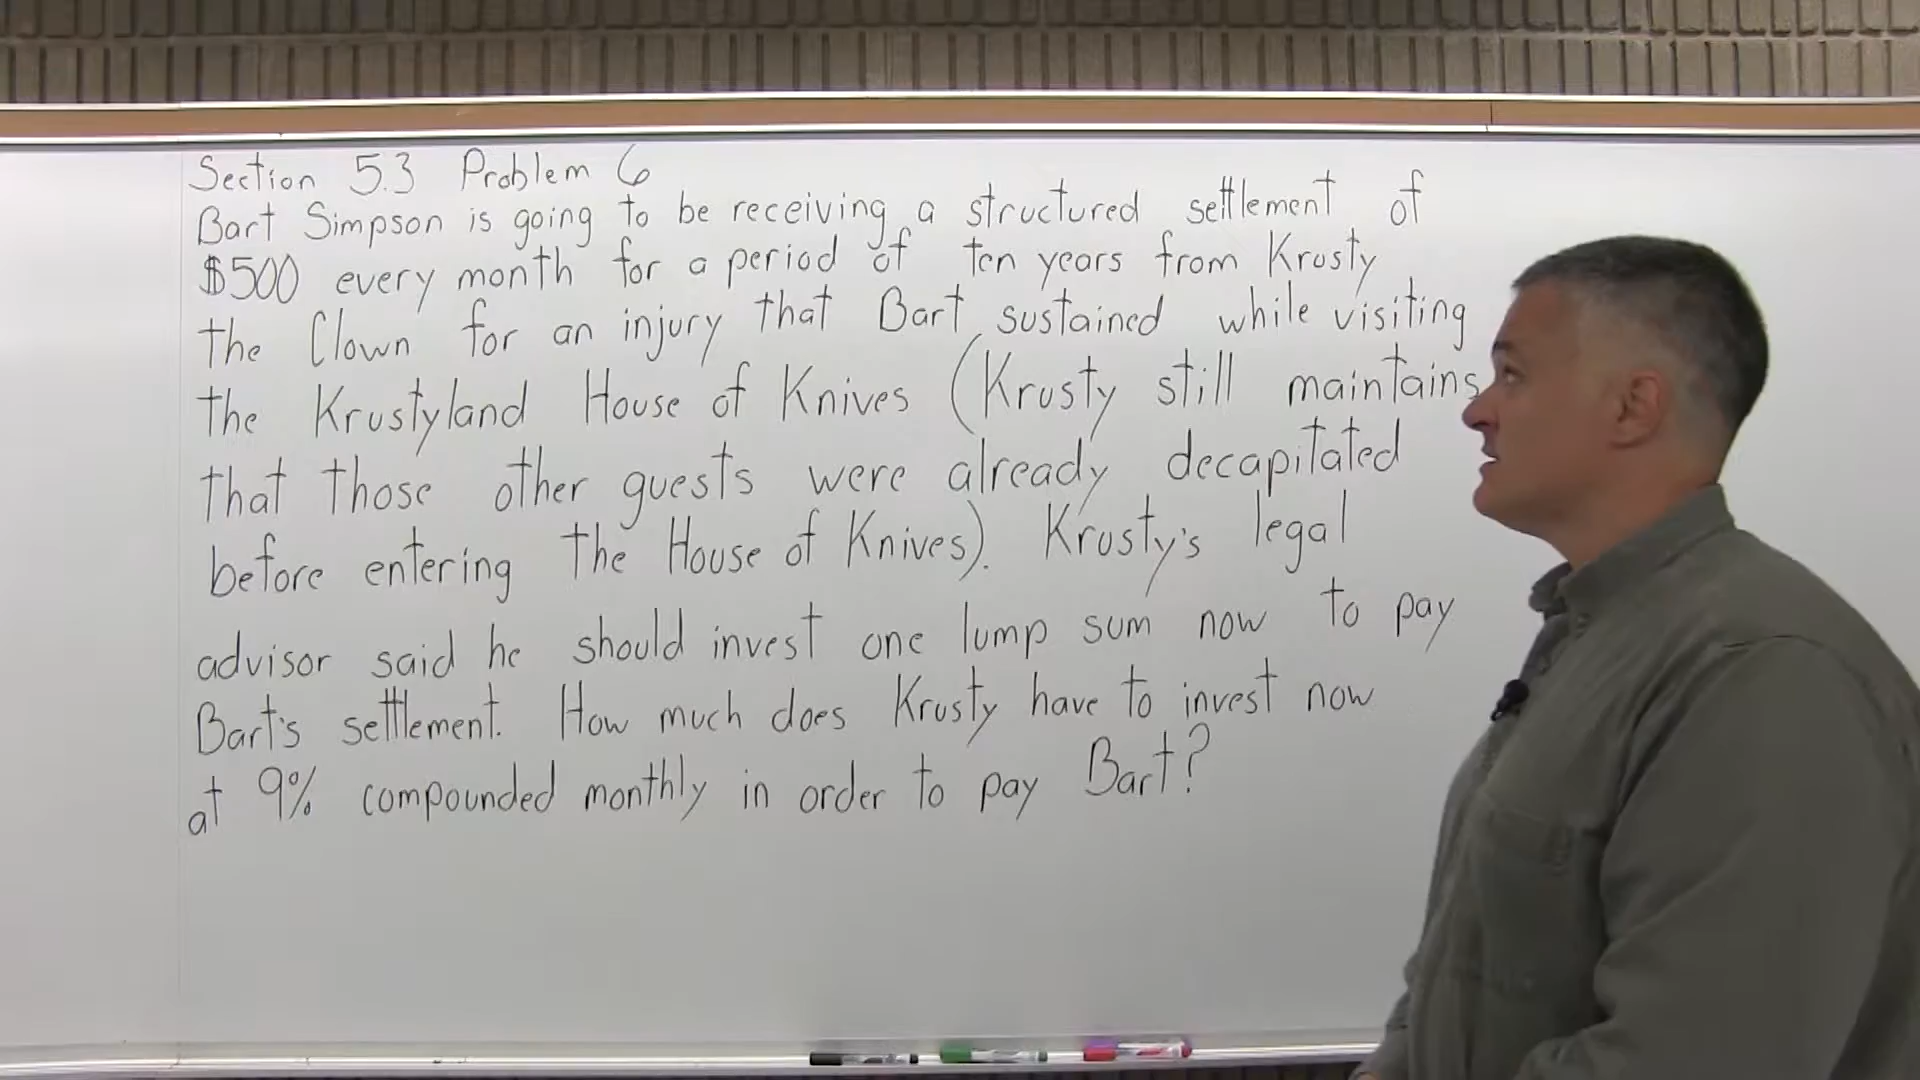 Section 5.3 Problem 6
Bart Simpson is going to be receiving a structured settlement of
$500 every month for a period of ten years from Krusty
the Clown for an injury that Bart sustained while visiting
the Krustyland House of Knives (Krusty still maintains
that those other guests were already decapitated
before entering the House of Knives). Krusty's legal
advisor said he should invest one lump sum now to pay
Bart's settlement. How much does Krusty have to invest now
at 9% compounded monthly in order to pay Bart?